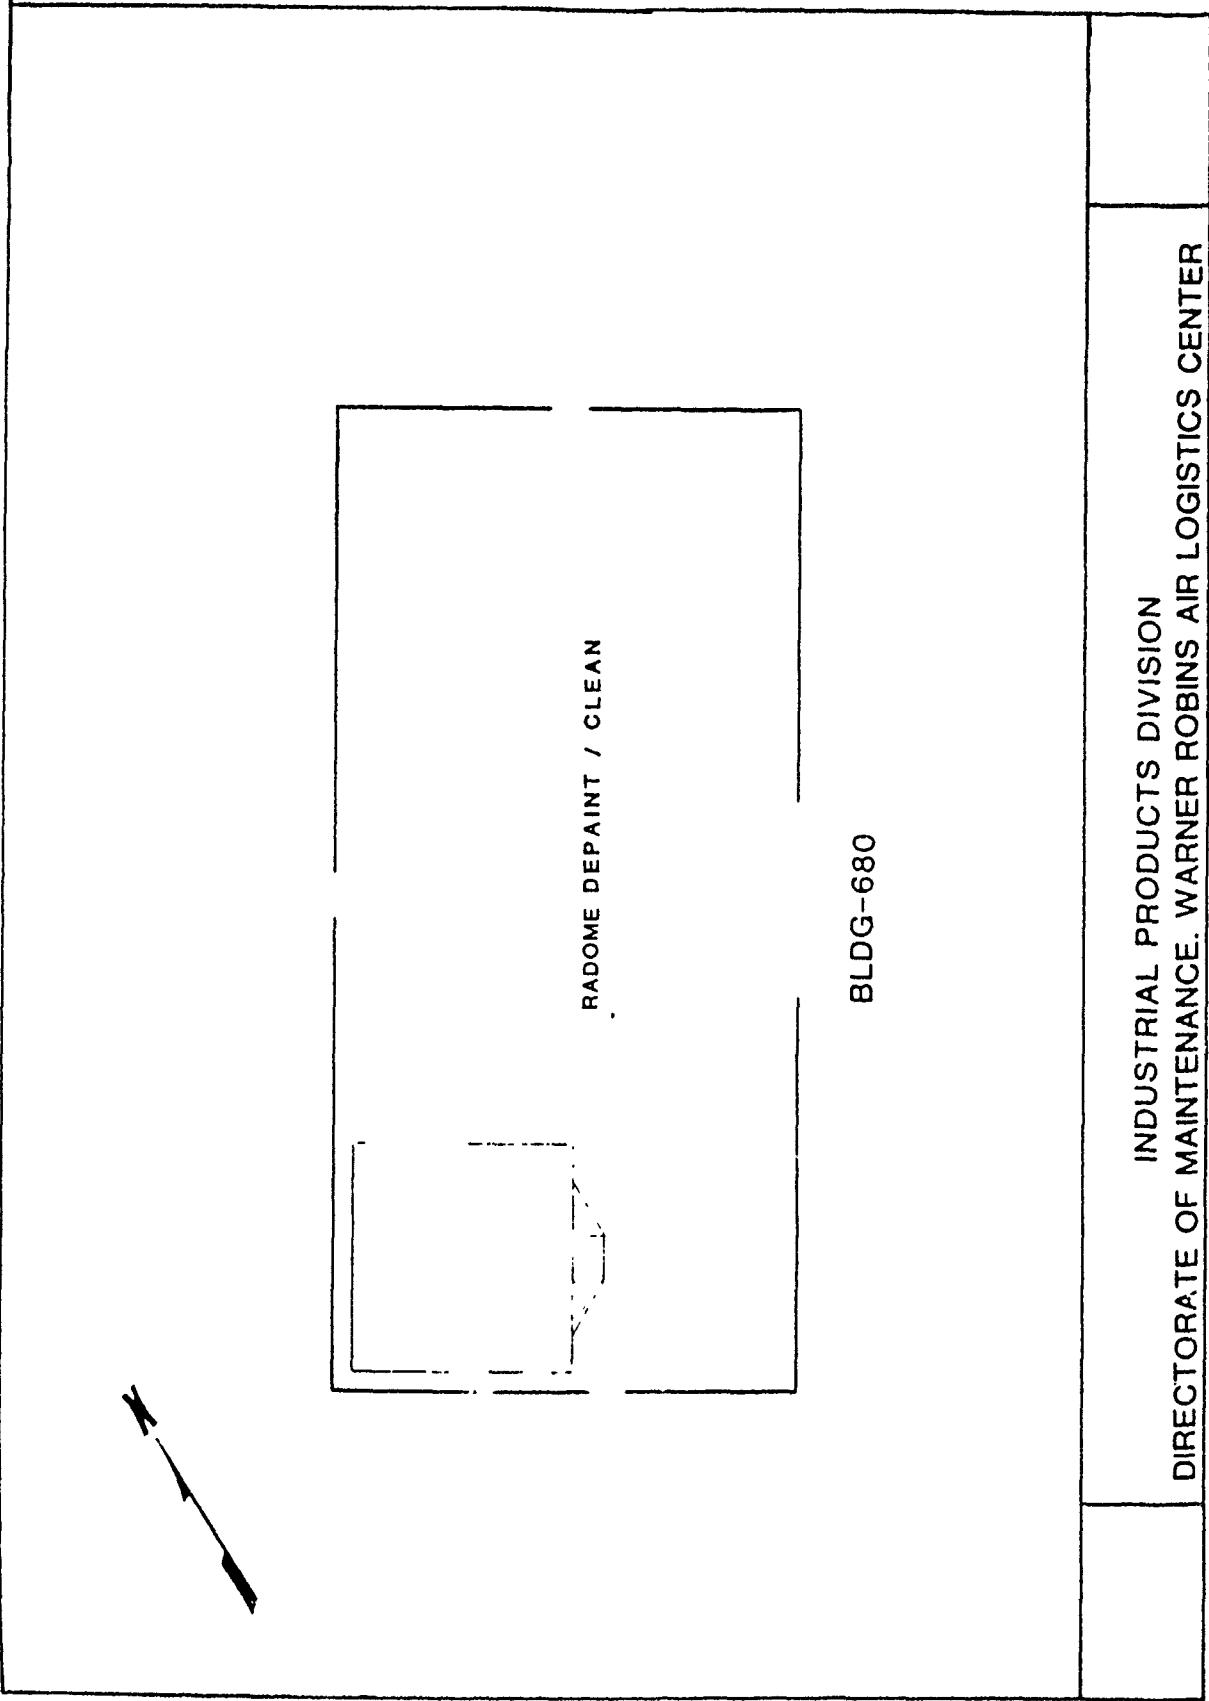 RADOME DEPAINT / CLEAN
BLDG-680
INDUSTRIAL PRODUCTS DIVISION
DIRECTORATE OF MAINTENANCE. WARNER ROBINS AIR LOGISTICS CENTER